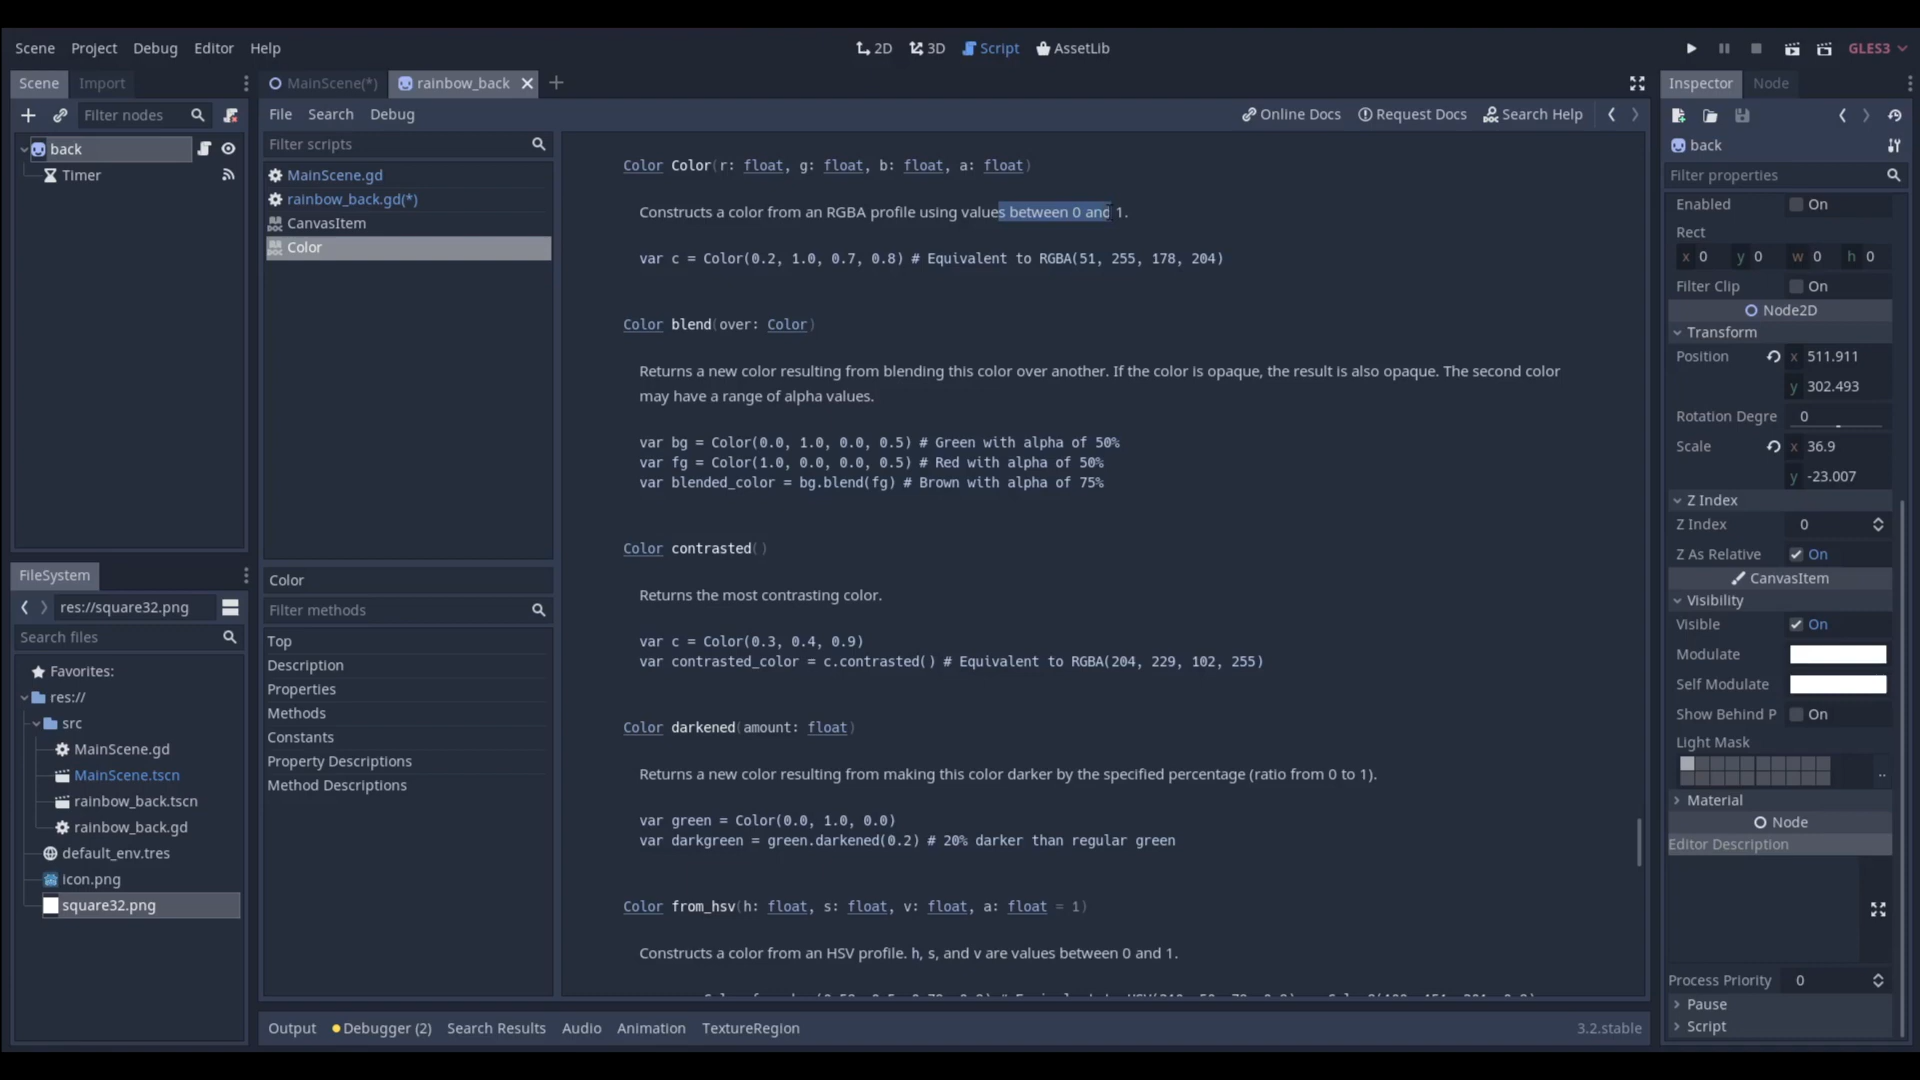 Scene Project Debug Editor Help
2D 3D Script AssetLib
GLES3
Scene Import
Filter nodes
back
Timer
FileSystem
res://square32.png
Search files
Favorites:
res://
src
MainScene.gd
MainScene.tscn
rainbow_back.tscn
rainbow_back.gd
default_env.tres
icon.png
square32.png
MainScene(*) rainbow_back
File Search Debug
Online Docs Request Docs Search Help
Filter scripts
MainScene.gd
rainbow_back.gd(*)
CanvasItem
Color
Color
Filter methods
Top
Description
Properties
Methods
Constants
Property Descriptions
Method Descriptions
Color Color(r: float, g: float, b: float, a: float)
Constructs a color from an RGBA profile using values between 0 and 1.
var c = Color(0.2, 1.0, 0.7, 0.8) # Equivalent to RGBA(51, 255, 178, 204)
Color blend(over: Color)
Returns a new color resulting from blending this color over another. If the color is opaque, the result is also opaque. The second color
may have a range of alpha values.
var bg = Color(0.0, 1.0, 0.0, 0.5) # Green with alpha of 50%
var fg = Color(1.0, 0.0, 0.0, 0.5) # Red with alpha of 50%
var blended_color = bg.blend(fg) # Brown with alpha of 75%
Color contrasted()
Returns the most contrasting color.
var c = Color(0.3, 0.4, 0.9)
var contrasted_color = c.contrasted() # Equivalent to RGBA(204, 229, 102, 255)
Color darkened(amount: float)
Returns a new color resulting from making this color darker by the specified percentage (ratio from 0 to 1).
var green = Color(0.0, 1.0, 0.0)
var darkgreen = green.darkened(0.2) # 20% darker than regular green
Color from_hsv(h: float, s: float, v: float, a: float = 1)
Constructs a color from an HSV profile. h, s, and v are values between 0 and 1.
Output Debugger (2) Search Results Audio Animation TextureRegion
3.2.stable
Inspector Node
back
Filter properties
Enabled On
Rect
x 0 y 0 w 0 h 0
Filter Clip On
Node2D
Transform
Position x 511.911
y 302.493
Rotation Degre 0
Scale x 36.9
y -23.007
Z Index
Z Index 0
Z As Relative On
CanvasItem
Visibility
Visible On
Modulate
Self Modulate
Show Behind P On
Light Mask
..
Material
Node
Editor Description
Process Priority 0
Pause
Script